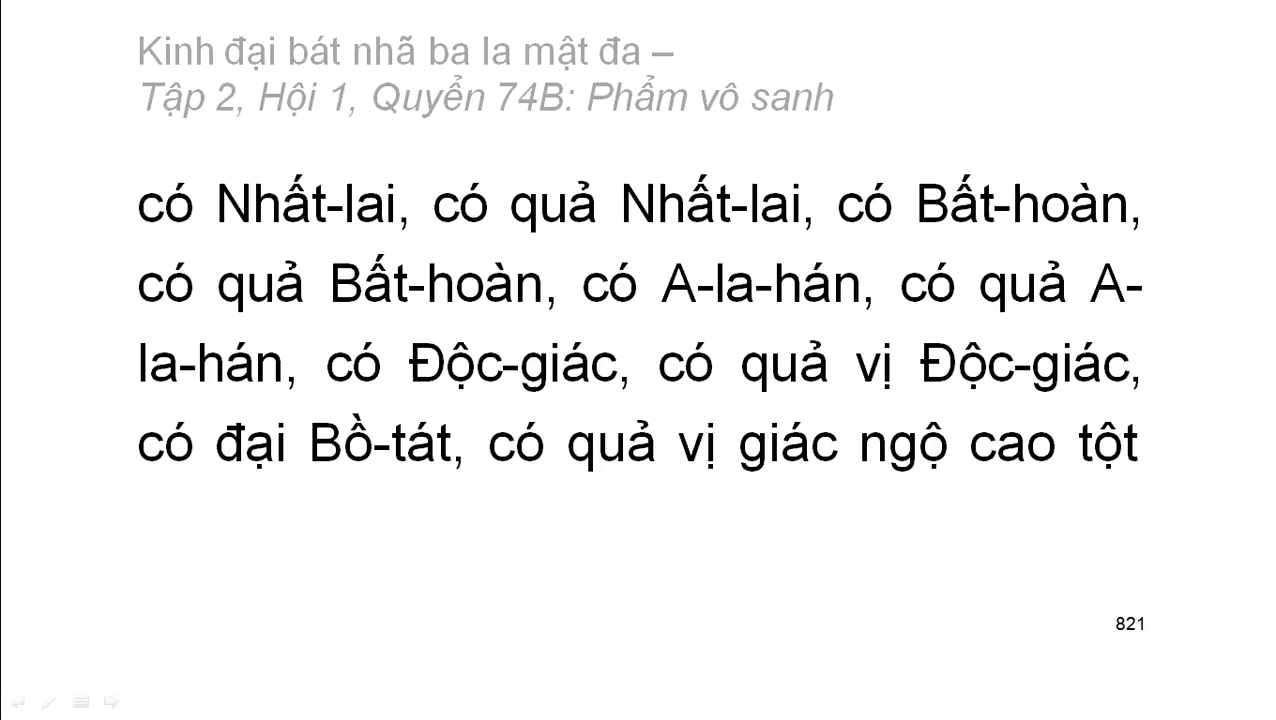 Kinh đại bát nhã ba la mật đa –
Tập 2, Hội 1, Quyển 74B: Phẩm vô sanh
có Nhất-lai, có quả Nhất-lai, có Bất-hoàn,
có quả Bất-hoàn, có A-la-hán, có quả A-
la-hán, có Độc-giác, có quả vị Độc-giác,
có đại Bồ-tát, có quả vị giác ngộ cao tột
821